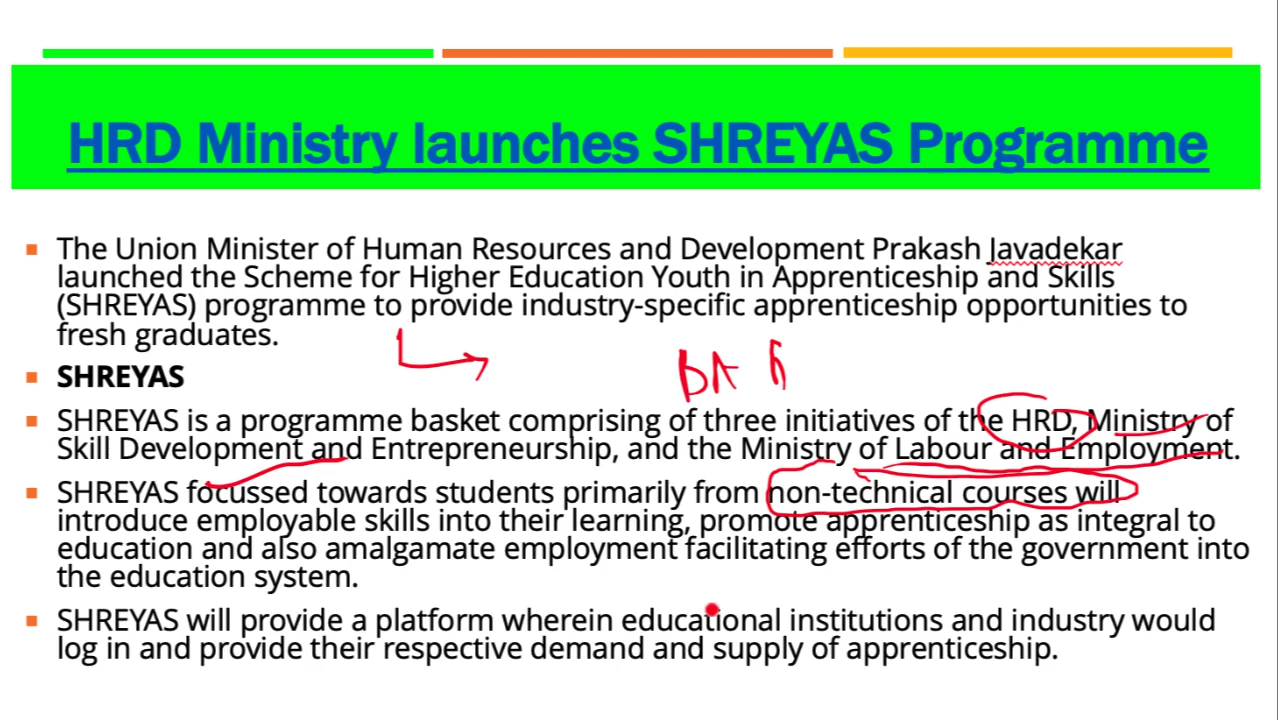 HRD Ministry launches SHREYAS Programme
The Union Minister of Human Resources and Development Prakash Javadekar
launched the Scheme for Higher Education Youth in Apprenticeship and Skills
(SHREYAS) programme to provide industry-specific apprenticeship opportunities to
fresh graduates.
SHREYAS
SHREYAS is a programme basket comprising of three initiatives of the HRD, Ministry of
Skill Development and Entrepreneurship, and the Ministry of Labour and Employment.
SHREYAS focussed towards students primarily from non-technical courses will
introduce employable skills into their learning, promote apprenticeship as integral to
education and also amalgamate employment facilitating efforts of the government into
the education system.
SHREYAS will provide a platform wherein educational institutions and industry would
log in and provide their respective demand and supply of apprenticeship.